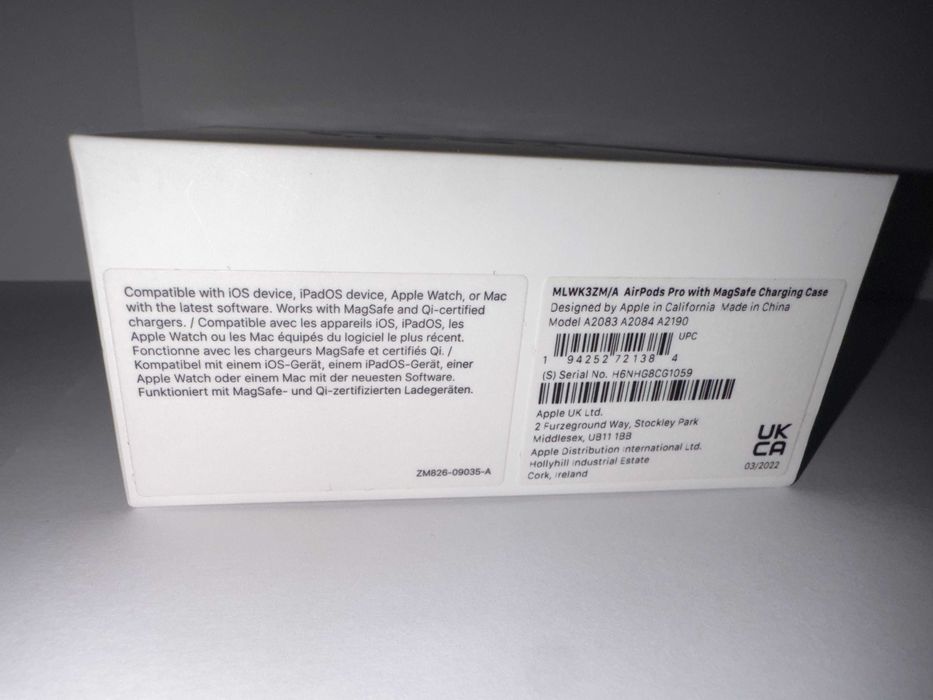 Compatible with iOS device, iPadOS device, Apple Watch, or Mac
with the latest software. Works with MagSafe and Qi-certified
chargers. / Compatible avec les appareils iOS, iPadOS, les
Apple Watch ou les Mac équipés du logiciel le plus récent.
Fonctionne avec les chargeurs MagSafe et certifiés Qi. /
Kompatibel mit einem iOS-Gerät, einem iPadOS-Gerät, einer
Apple Watch oder einem Mac mit der neuesten Software.
Funktioniert mit MagSafe- und Qi-zertifizierten Ladegeräten.
ZM826-09035-A
MLWK3ZM/A AirPods Pro with MagSafe Charging Case
Designed by Apple in California Made in China
Model A2083 A2084 A2190
UPC
1 94252 72138 4
(S) Serial No. H6NHG8CG1059
Apple UK Ltd.
2 Furzeground Way, Stockley Park
Middlesex, UB11 1BB
Apple Distribution International Ltd.
Hollyhill Industrial Estate
Cork, Ireland
UK
CA
03/2022